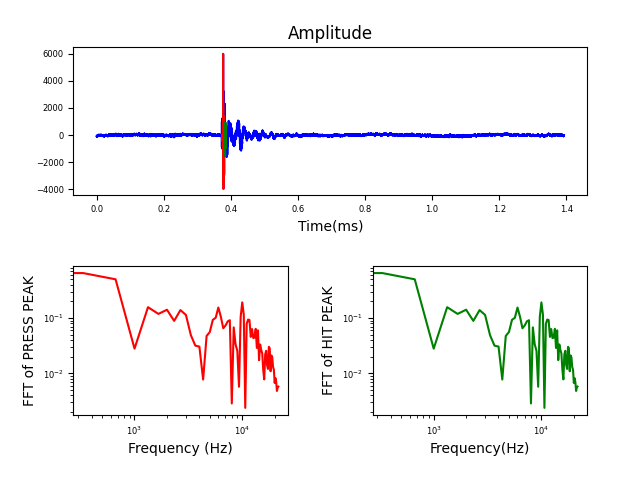 Amplitude
6000
4000
2000
0
−2000
−4000
0.0 0.2 0.4 0.6 0.8 1.0 1.2 1.4
Time(ms)
FFT of PRESS PEAK
10⁻¹
10⁻²
10³ 10⁴
Frequency (Hz)
FFT of HIT PEAK
10⁻¹
10⁻²
10³ 10⁴
Frequency(Hz)